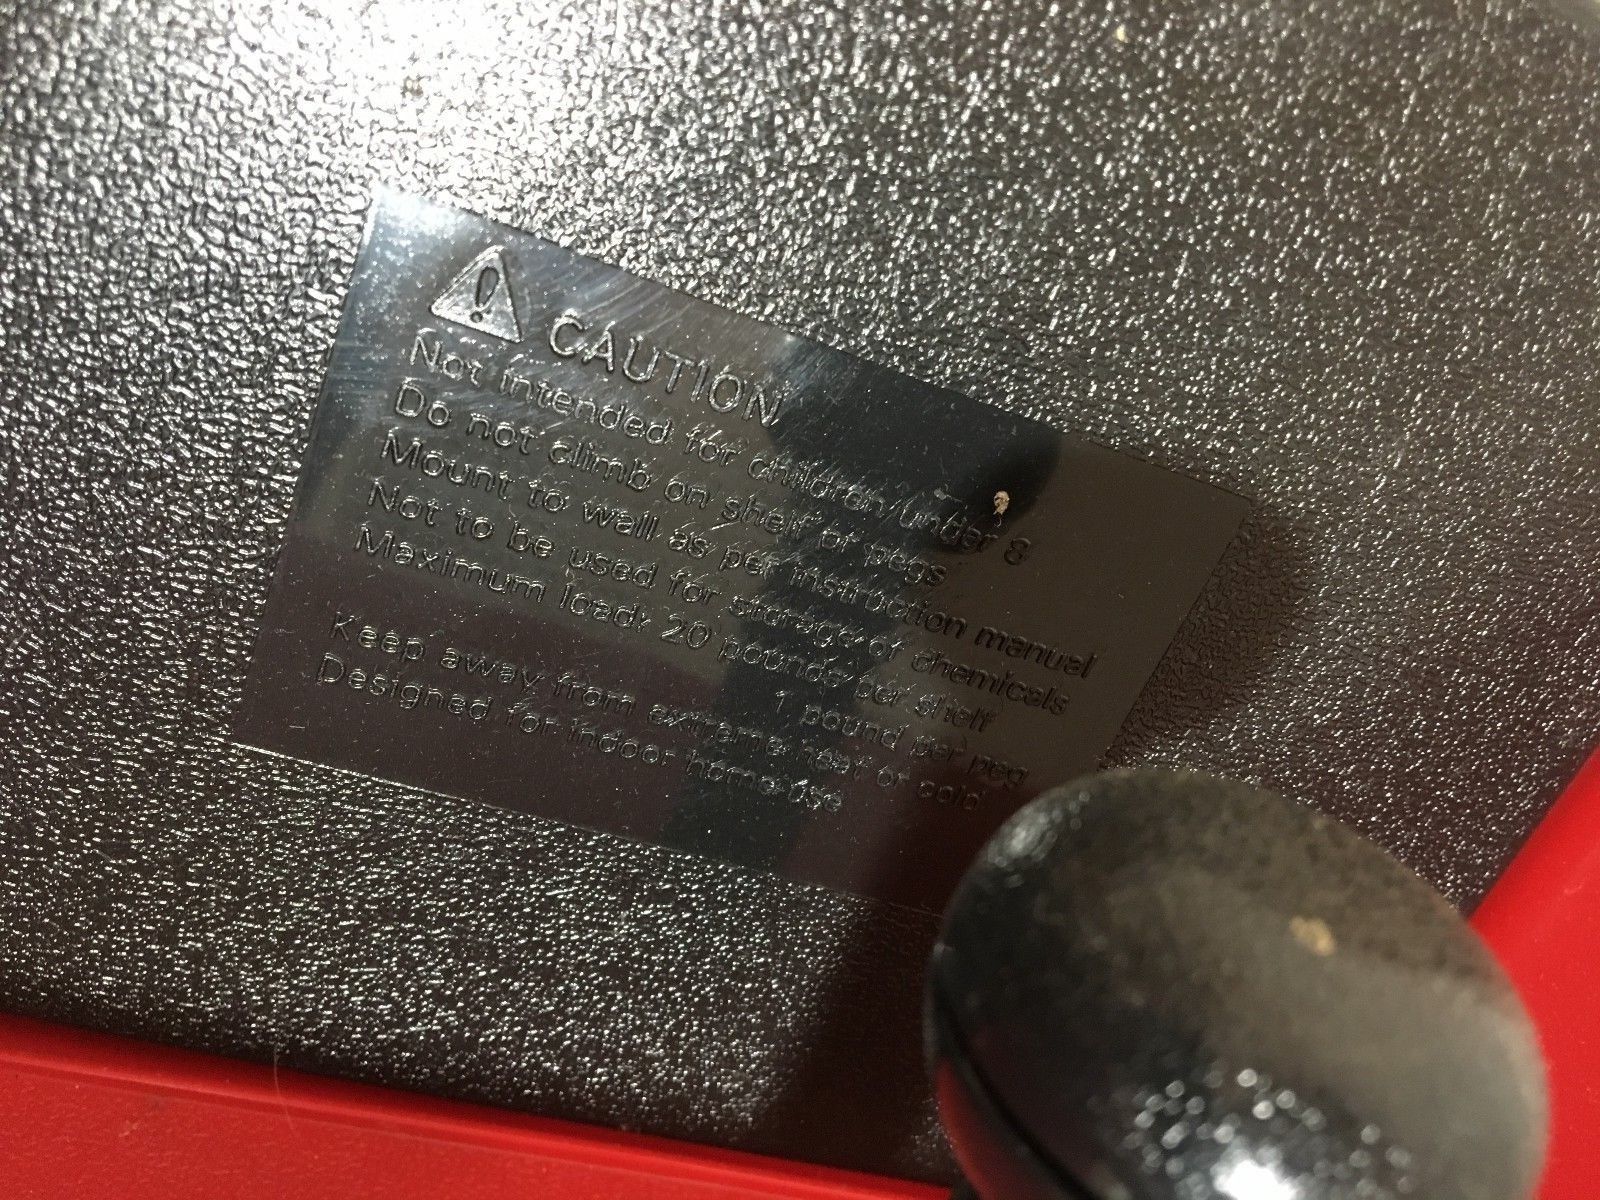 CAUTION
Not intended for children under 8
Do not climb on shelf or pegs
Mount to wall as per instruction manual
Not to be used for storage of chemicals
Maximum load: 20 pounds per shelf
1 pound per peg
Keep away from extreme heat or cold
Designed for indoor home use